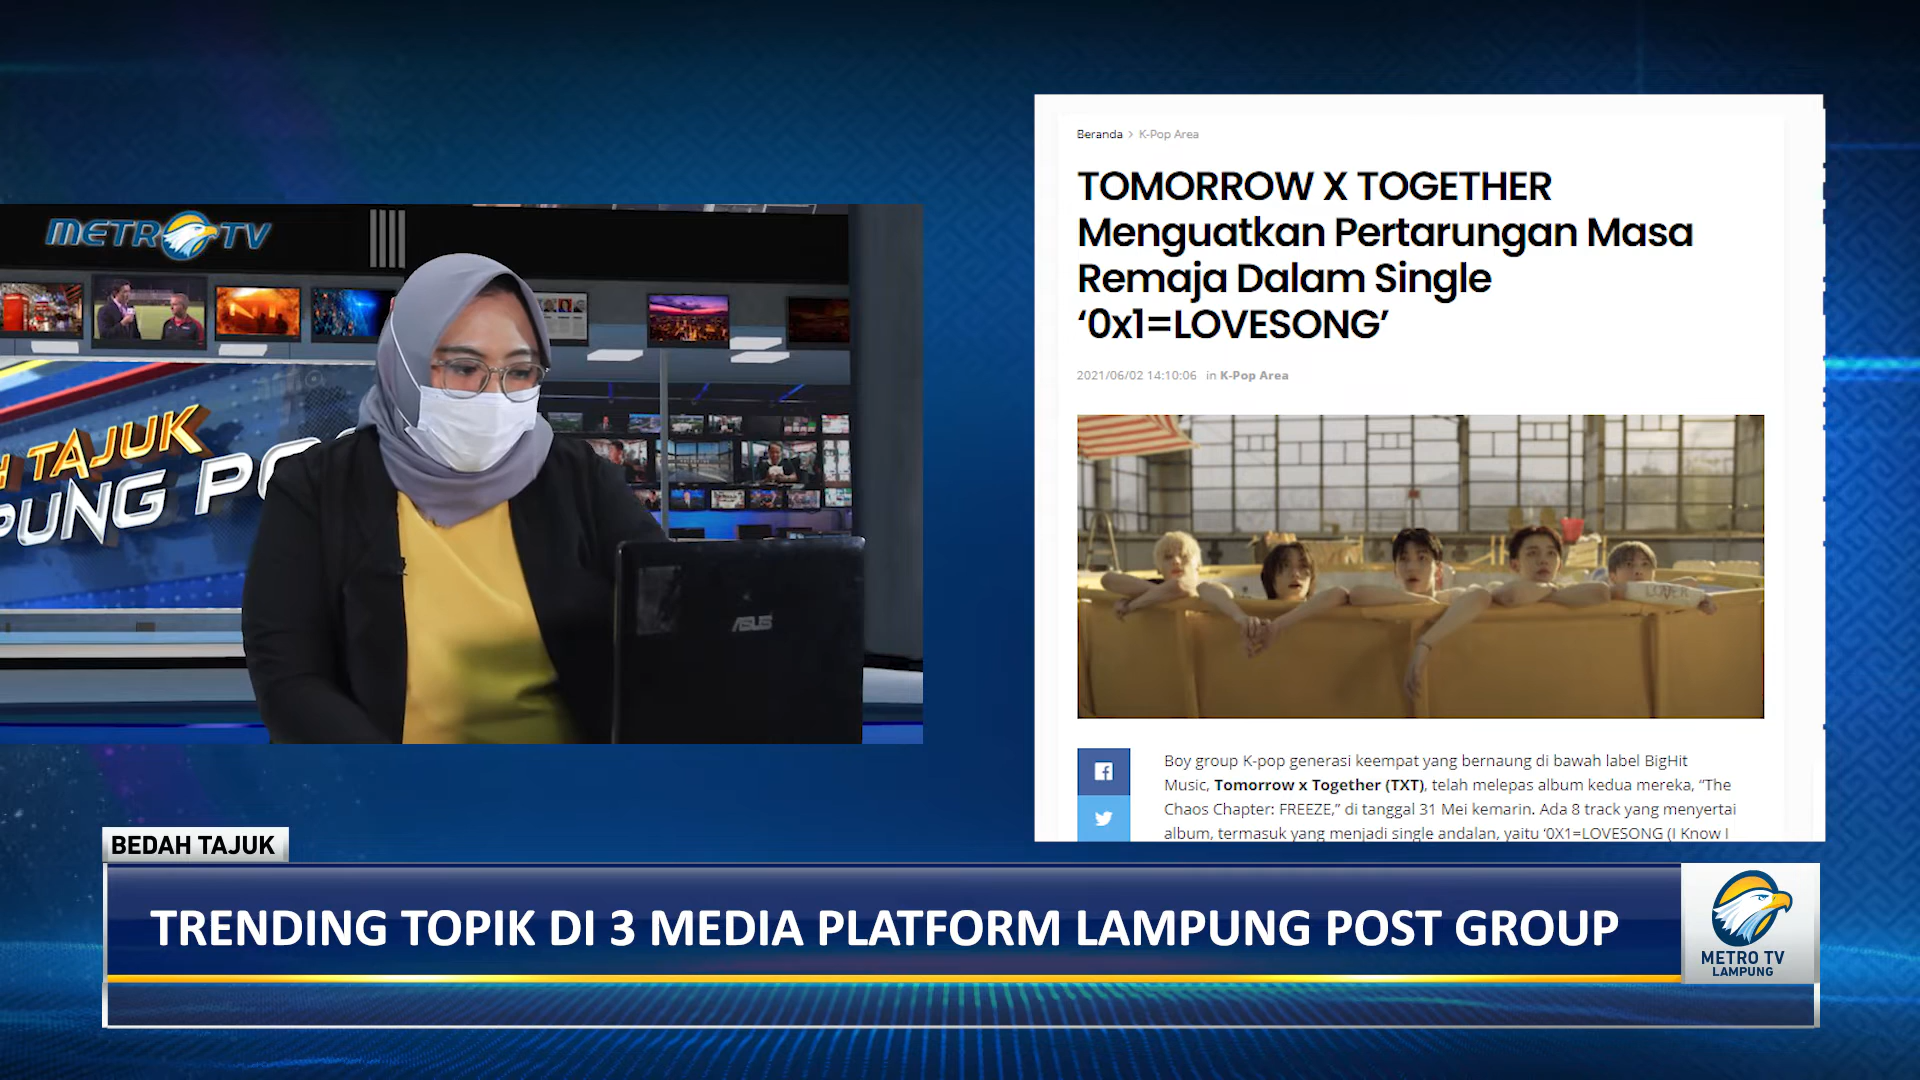 Beranda > K-Pop Area
TOMORROW X TOGETHER
Menguatkan Pertarungan Masa
Remaja Dalam Single
‘0x1=LOVESONG’
2021/06/02 14:10:06 in K-Pop Area
LOVER
Boy group K-pop generasi keempat yang bernaung di bawah label BigHit
Music, Tomorrow x Together (TXT), telah melepas album kedua mereka, “The
Chaos Chapter: FREEZE,” di tanggal 31 Mei kemarin. Ada 8 track yang menyertai
album, termasuk yang menjadi single andalan, yaitu ‘0X1=LOVESONG (I Know I
METRO TV
H TAJUK
PUNG PO
ASUS
BEDAH TAJUK
TRENDING TOPIK DI 3 MEDIA PLATFORM LAMPUNG POST GROUP
METRO TV
LAMPUNG